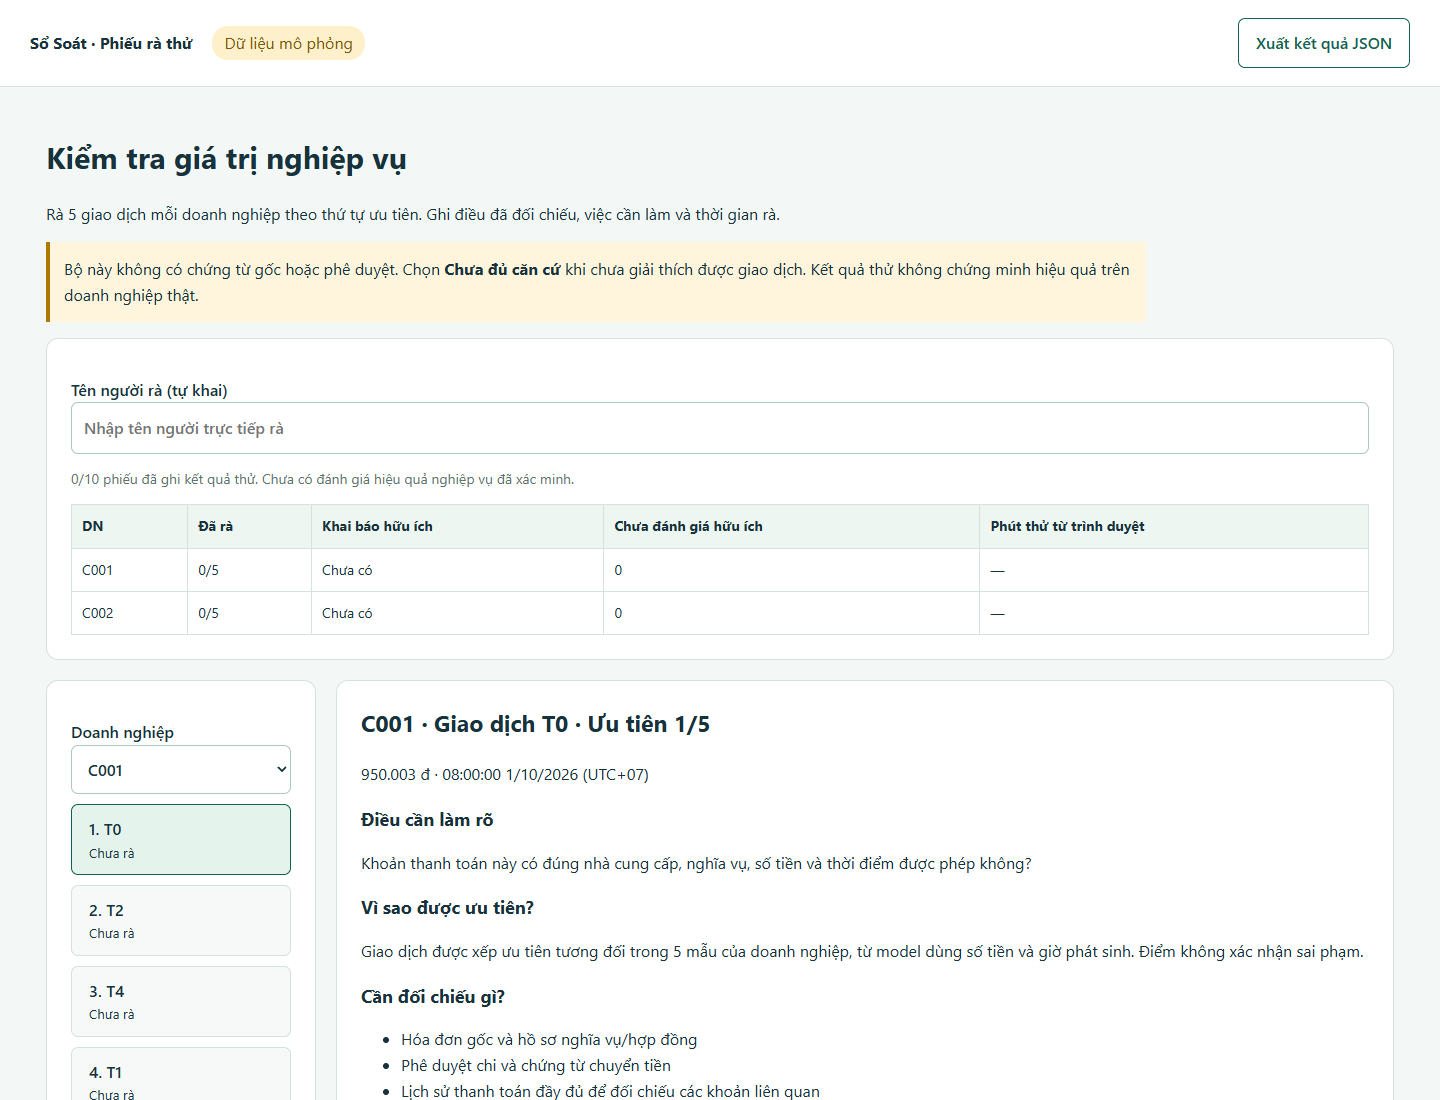 Sổ Soát · Phiếu rà thử
Dữ liệu mô phỏng
Xuất kết quả JSON
Kiểm tra giá trị nghiệp vụ
Rà 5 giao dịch mỗi doanh nghiệp theo thứ tự ưu tiên. Ghi điều đã đối chiếu, việc cần làm và thời gian rà.
Bộ này không có chứng từ gốc hoặc phê duyệt. Chọn Chưa đủ căn cứ khi chưa giải thích được giao dịch. Kết quả thử không chứng minh hiệu quả trên
doanh nghiệp thật.
Tên người rà (tự khai)
Nhập tên người trực tiếp rà
0/10 phiếu đã ghi kết quả thử. Chưa có đánh giá hiệu quả nghiệp vụ đã xác minh.
DN Đã rà Khai báo hữu ích Chưa đánh giá hữu ích Phút thử từ trình duyệt
C001 0/5 Chưa có 0 —
C002 0/5 Chưa có 0 —
Doanh nghiệp
C001
1. T0
Chưa rà
2. T2
Chưa rà
3. T4
Chưa rà
4. T1
Chưa rà
C001 · Giao dịch T0 · Ưu tiên 1/5
950.003 đ · 08:00:00 1/10/2026 (UTC+07)
Điều cần làm rõ
Khoản thanh toán này có đúng nhà cung cấp, nghĩa vụ, số tiền và thời điểm được phép không?
Vì sao được ưu tiên?
Giao dịch được xếp ưu tiên tương đối trong 5 mẫu của doanh nghiệp, từ model dùng số tiền và giờ phát sinh. Điểm không xác nhận sai phạm.
Cần đối chiếu gì?
• Hóa đơn gốc và hồ sơ nghĩa vụ/hợp đồng
• Phê duyệt chi và chứng từ chuyển tiền
• Lịch sử thanh toán đầy đủ để đối chiếu các khoản liên quan